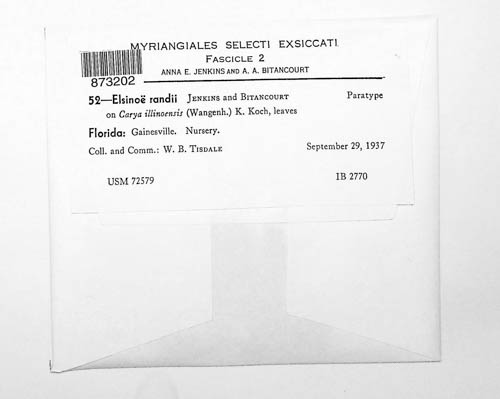 MYRIANGIALES SELECTI EXSICCATI
FASCICLE 2
873202
ANNA E. JENKINS AND A. A. BITANCOURT
52—Elsinoë randii JENKINS and BITANCOURT Paratype
on Carya illinoensis (Wangenh.) K. Koch, leaves
Florida: Gainesville. Nursery.
Coll. and Comm.: W. B. TISDALE September 29, 1937
USM 72579 IB 2770